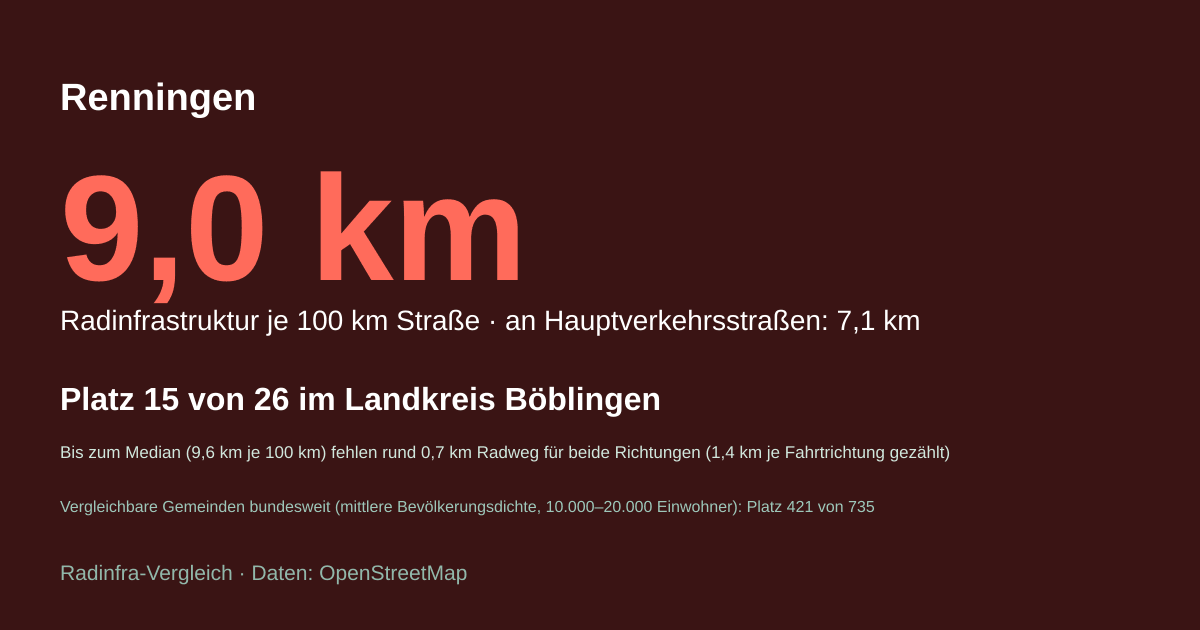 Renningen
9,0 km
Radinfrastruktur je 100 km Straße · an Hauptverkehrsstraßen: 7,1 km
Platz 15 von 26 im Landkreis Böblingen
Bis zum Median (9,6 km je 100 km) fehlen rund 0,7 km Radweg für beide Richtungen (1,4 km je Fahrtrichtung gezählt)
Vergleichbare Gemeinden bundesweit (mittlere Bevölkerungsdichte, 10.000–20.000 Einwohner): Platz 421 von 735
Radinfra-Vergleich · Daten: OpenStreetMap